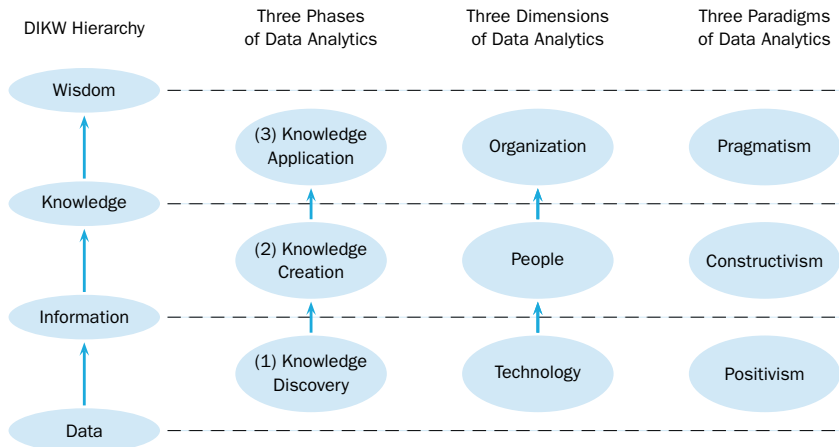 DIKW Hierarchy
Three Phases
of Data Analytics
Three Dimensions
of Data Analytics
Three Paradigms
of Data Analytics
Wisdom
(3) Knowledge
Application
Organization
Pragmatism
Knowledge
(2) Knowledge
Creation
People
Constructivism
Information
(1) Knowledge
Discovery
Technology
Positivism
Data